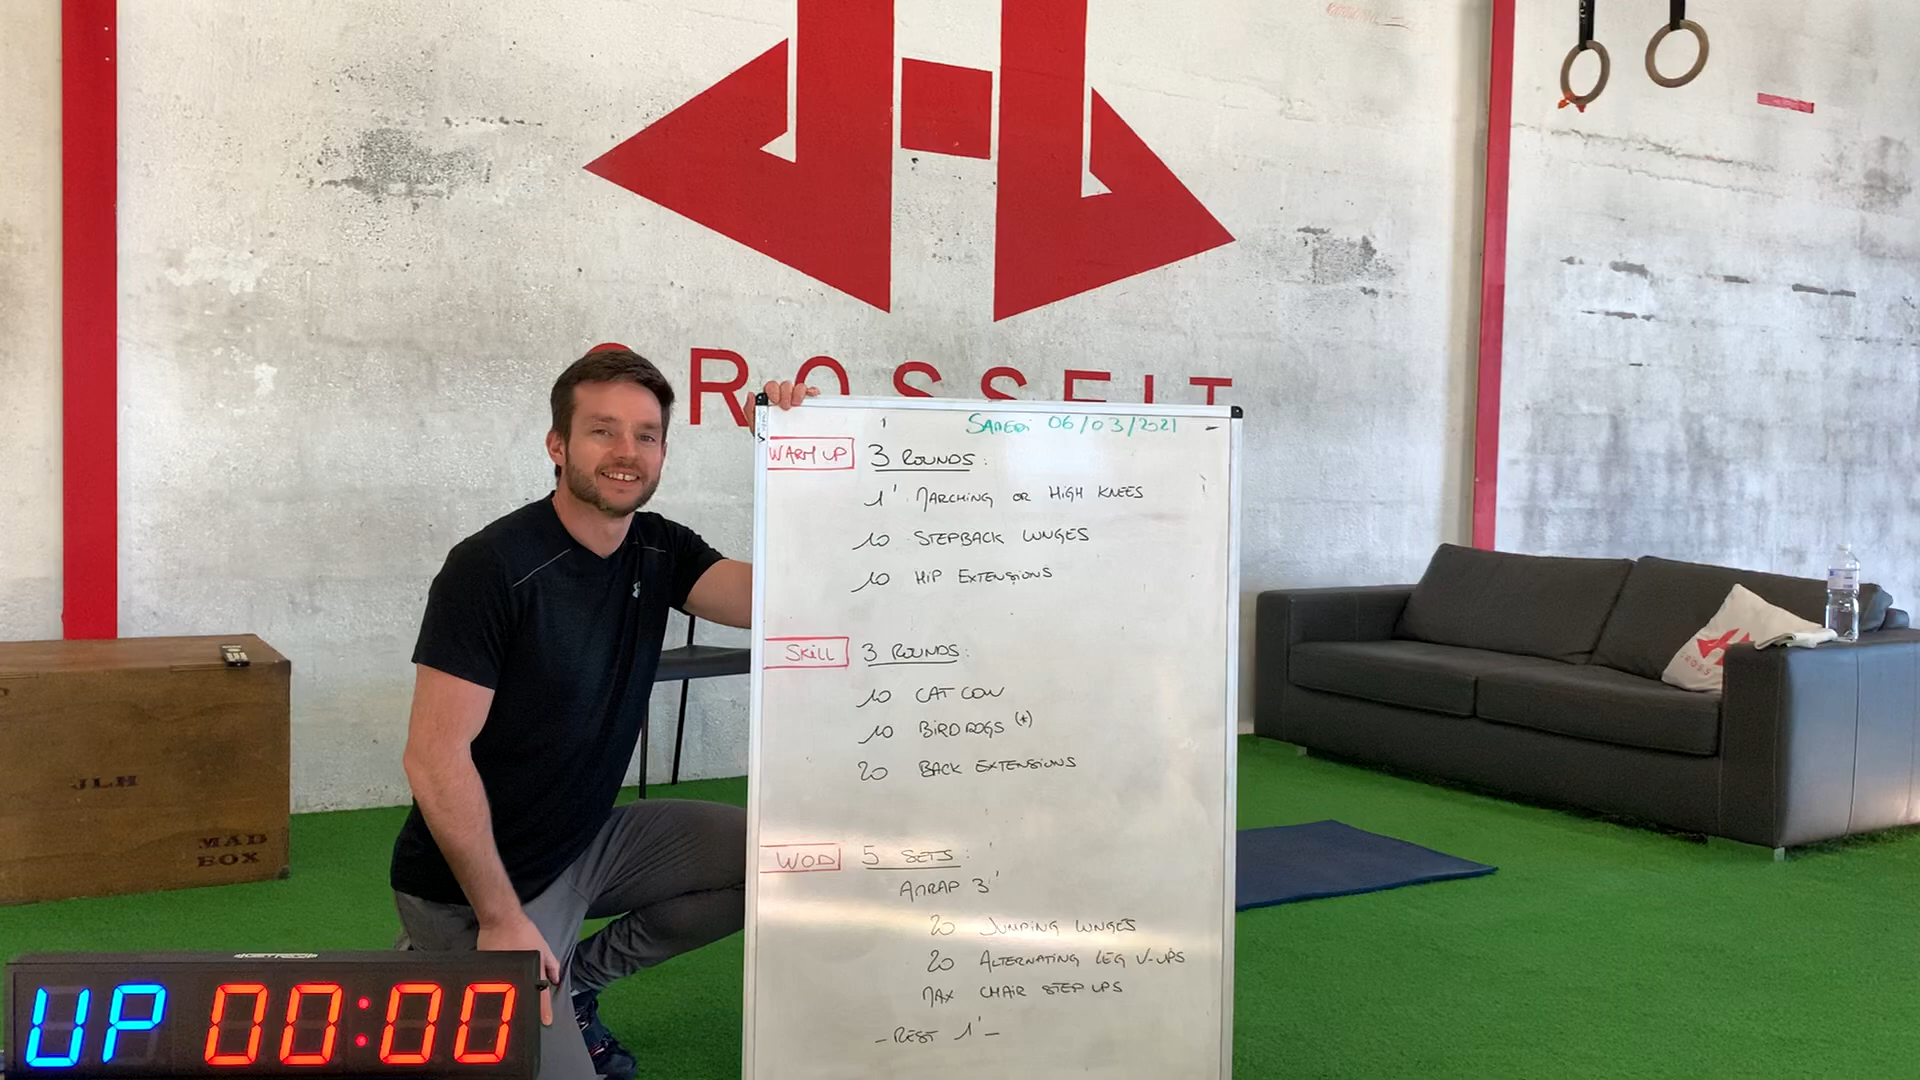 CROSSFIT
SAMEDI 06/03/2021
WARM UP 3 ROUNDS:
1' MARCHING OR HIGH KNEES
10 STEPBACK LUNGES
10 HIP EXTENSIONS
SKILL 3 ROUNDS:
10 CAT COW
10 BIRD DOGS (*)
20 BACK EXTENSIONS
WOD 5 SETS:
AMRAP 3'
20 JUMPING LUNGES
20 ALTERNATING LEG V-UPS
MAX CHAIR STEP UPS
- REST 1' -
JLH
MAD
BOX
UP 00:00